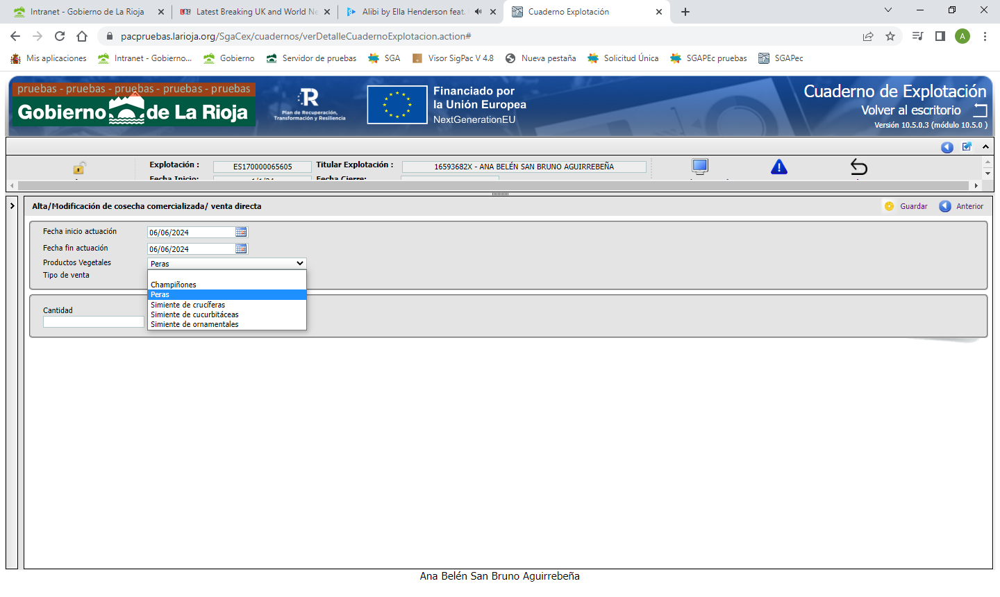 Intranet - Gobierno de La Rioja
Latest Breaking UK and World Ne
Alibi by Ella Henderson feat.
Cuaderno Explotación
pacpruebas.larioja.org/SgaCex/cuadernos/verDetalleCuadernoExplotacion.action#
A
Mis aplicaciones
Intranet - Gobierno...
Gobierno
Servidor de pruebas
SGA
Visor SigPac V 4.8
Nueva pestaña
Solicitud Única
SGAPEc pruebas
SGAPec
pruebas - pruebas - pruebas - pruebas - pruebas
Gobierno de La Rioja
R
Plan de Recuperación,
Transformación y Resiliencia
Financiado por
la Unión Europea
NextGenerationEU
Cuaderno de Explotación
Volver al escritorio
Versión 10.5.0.3 (módulo 10.5.0 )
Explotación :
ES170000065605
Titular Explotación :
16593682X - ANA BELÉN SAN BRUNO AGUIRREBEÑA
Fecha Inicio:
1/1/24
Fecha Cierre:
Alta/Modificación de cosecha comercializada/ venta directa
Guardar
Anterior
Fecha inicio actuación
06/06/2024
Fecha fin actuación
06/06/2024
Productos Vegetales
Peras
Tipo de venta
Champiñones
Peras
Simiente de crucíferas
Simiente de cucurbitáceas
Simiente de ornamentales
Cantidad
Ana Belén San Bruno Aguirrebeña